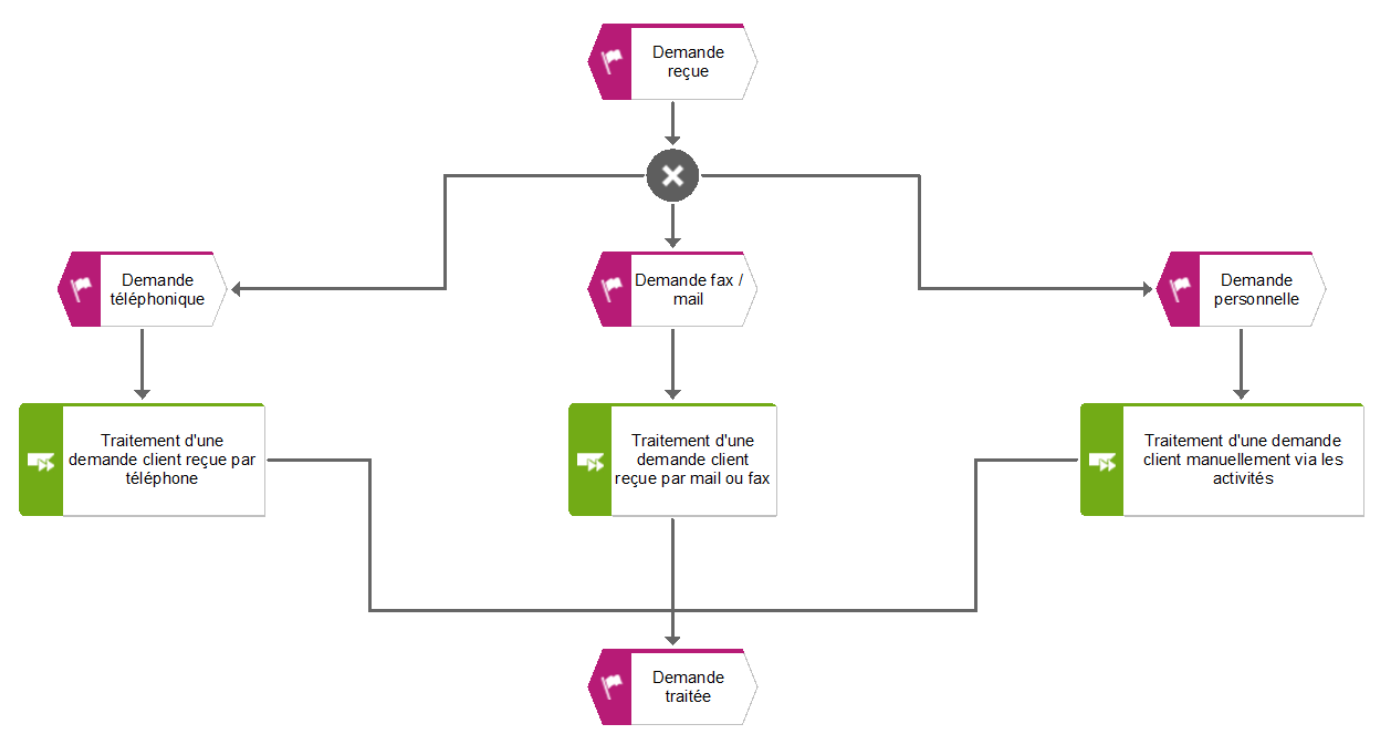 Demande
reçue
Demande
téléphonique
Demande fax /
mail
Demande
personnelle
Traitement d'une
demande client reçue par
téléphone
Traitement d'une
demande client
reçue par mail ou fax
Traitement d'une demande
client manuellement via les
activités
Demande
traitée